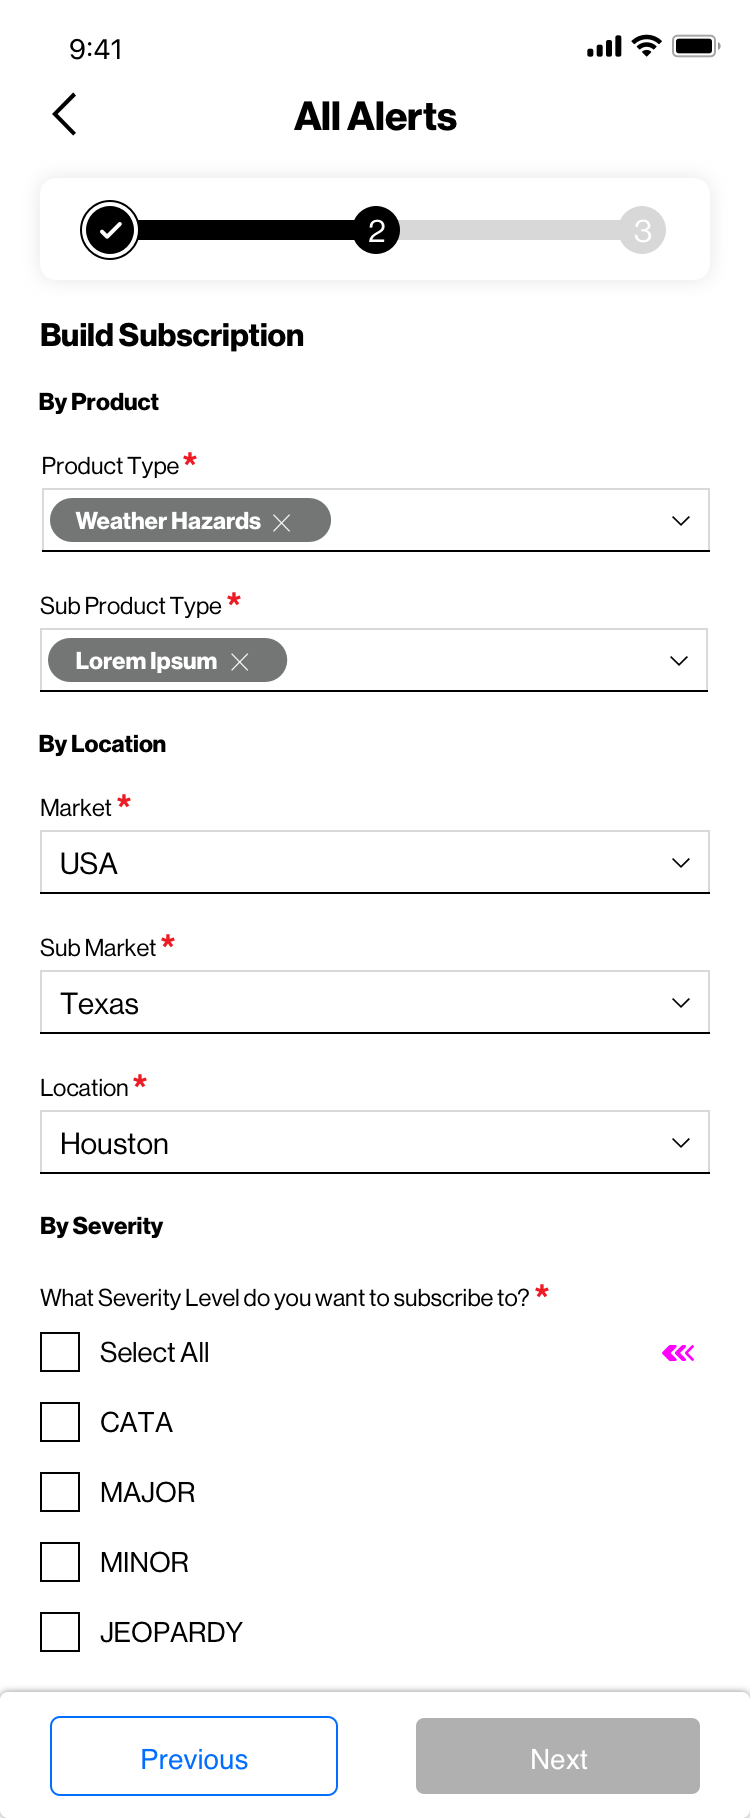 9:41
All Alerts
2
3
Build Subscription
By Product
Product Type *
Weather Hazards
Sub Product Type *
Lorem Ipsum
By Location
Market *
USA
Sub Market *
Texas
Location *
Houston
By Severity
What Severity Level do you want to subscribe to? *
Select All
CATA
MAJOR
MINOR
JEOPARDY
Previous
Next